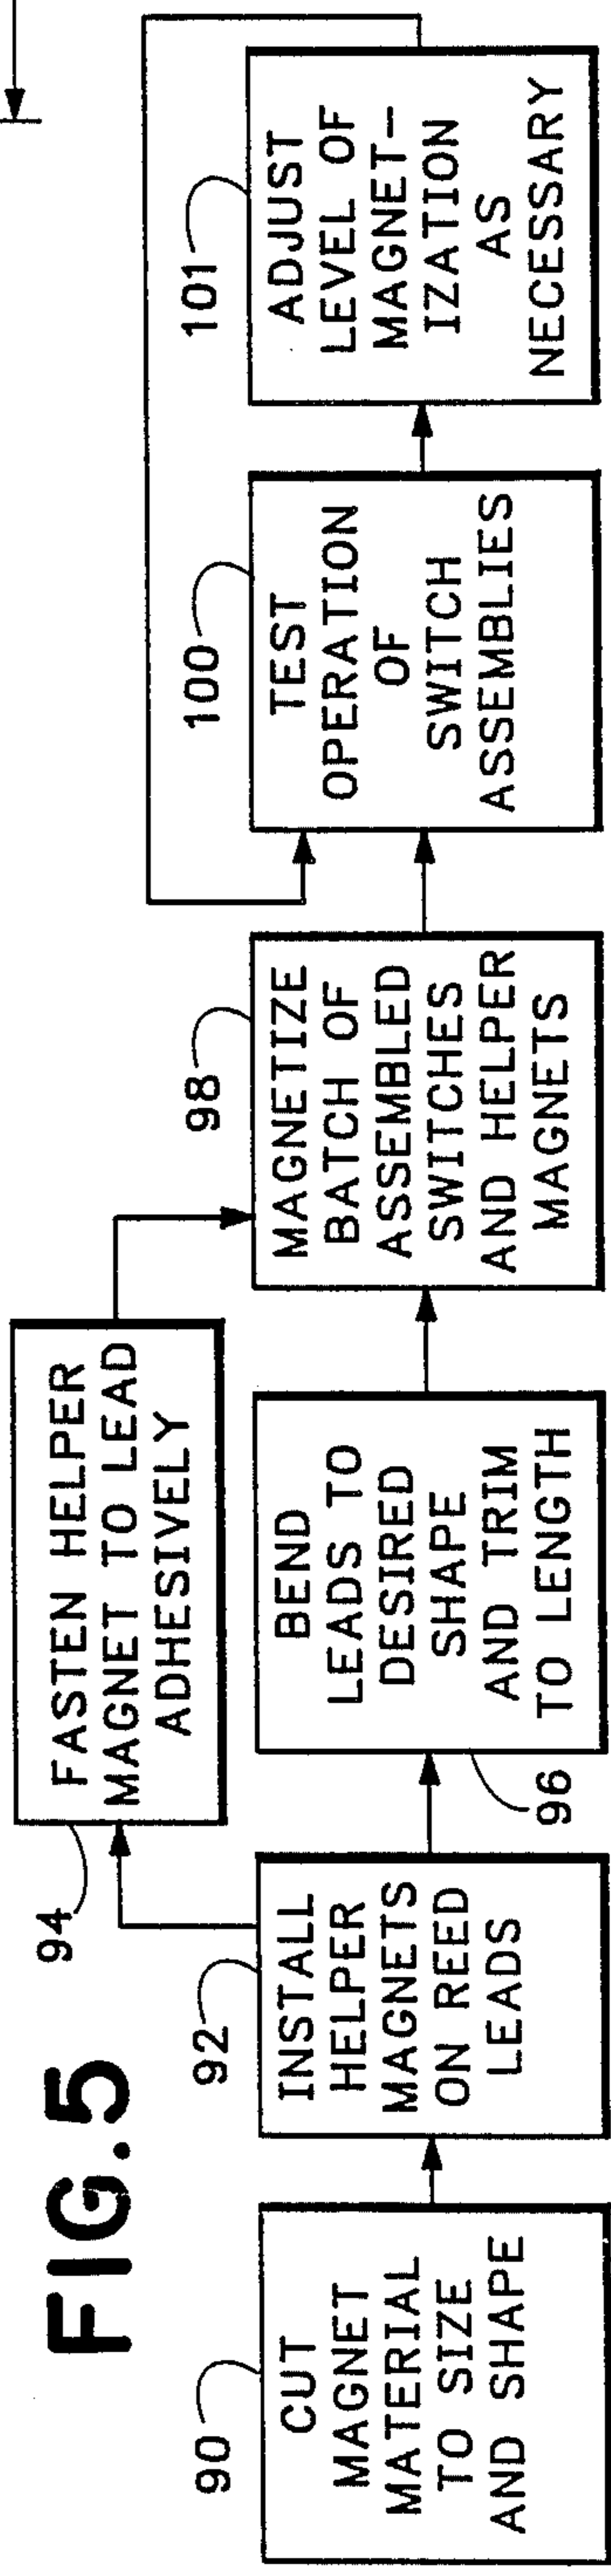 FIG.5
90
CUT
MAGNET
MATERIAL
TO SIZE
AND SHAPE
92
INSTALL
HELPER
MAGNETS
ON REED
LEADS
94
FASTEN HELPER
MAGNET TO LEAD
ADHESIVELY
96
BEND
LEADS TO
DESIRED
SHAPE
AND TRIM
TO LENGTH
98
MAGNETIZE
BATCH OF
ASSEMBLED
SWITCHES
AND HELPER
MAGNETS
100
TEST
OPERATION
OF
SWITCH
ASSEMBLIES
101
ADJUST
LEVEL OF
MAGNET-
IZATION
AS
NECESSARY